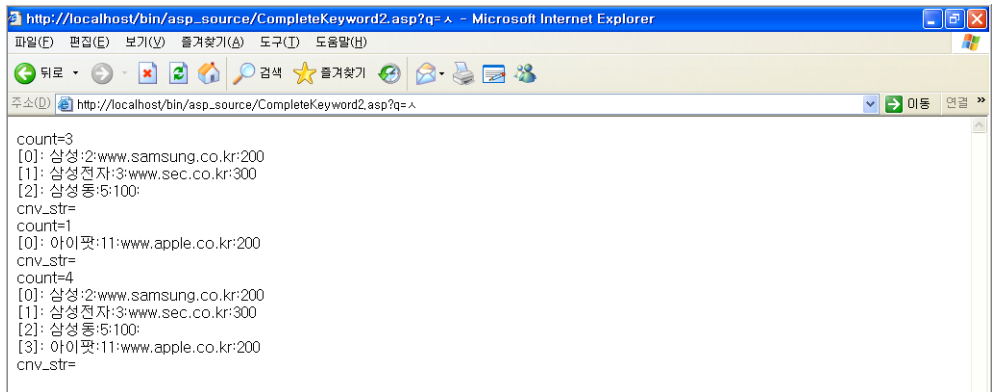 http://localhost/bin/asp_source/CompleteKeyword2.asp?q=ㅅ - Microsoft Internet Explorer
파일(F) 편집(E) 보기(V) 즐겨찾기(A) 도구(T) 도움말(H)
뒤로 검색 즐겨찾기
주소(D) http://localhost/bin/asp_source/CompleteKeyword2.asp?q=ㅅ 이동 연결 »
count=3
[0]: 삼성:2:www.samsung.co.kr:200
[1]: 삼성전자:3:www.sec.co.kr:300
[2]: 삼성동:5:100:
cnv_str=
count=1
[0]: 아이팟:11:www.apple.co.kr:200
cnv_str=
count=4
[0]: 삼성:2:www.samsung.co.kr:200
[1]: 삼성전자:3:www.sec.co.kr:300
[2]: 삼성동:5:100:
[3]: 아이팟:11:www.apple.co.kr:200
cnv_str=